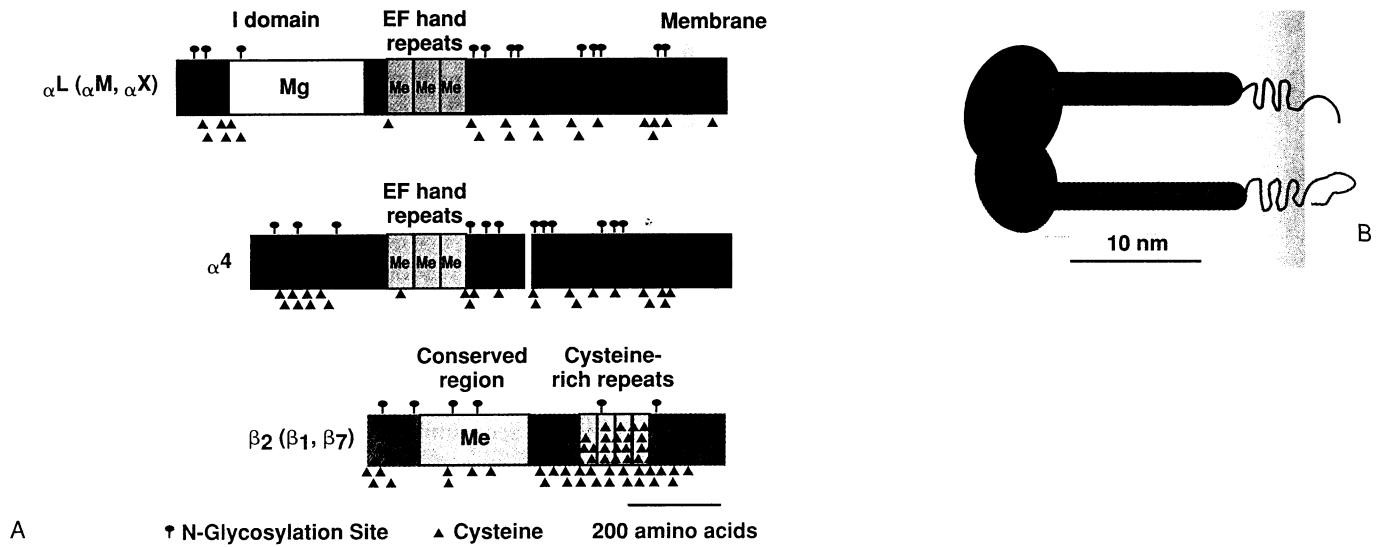 I domain
EF hand
repeats
Membrane
αL (αM, αX)
Mg
Me Me Me
EF hand
repeats
α4
Me Me Me
Conserved
region
Cysteine-
rich repeats
β2 (β1, β7)
Me
N-Glycosylation Site
Cysteine
200 amino acids
A
10 nm
B